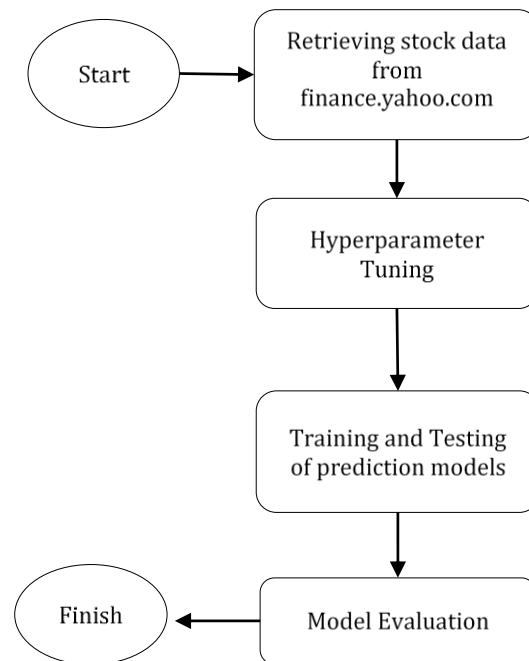 Start
Retrieving stock data
from
finance.yahoo.com
Hyperparameter
Tuning
Training and Testing
of prediction models
Model Evaluation
Finish